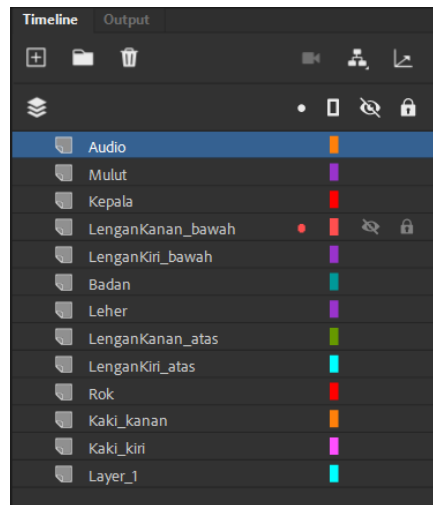 Timeline Output
Audio
Mulut
Kepala
LenganKanan_bawah
LenganKiri_bawah
Badan
Leher
LenganKanan_atas
LenganKiri_atas
Rok
Kaki_kanan
Kaki_kiri
Layer_1